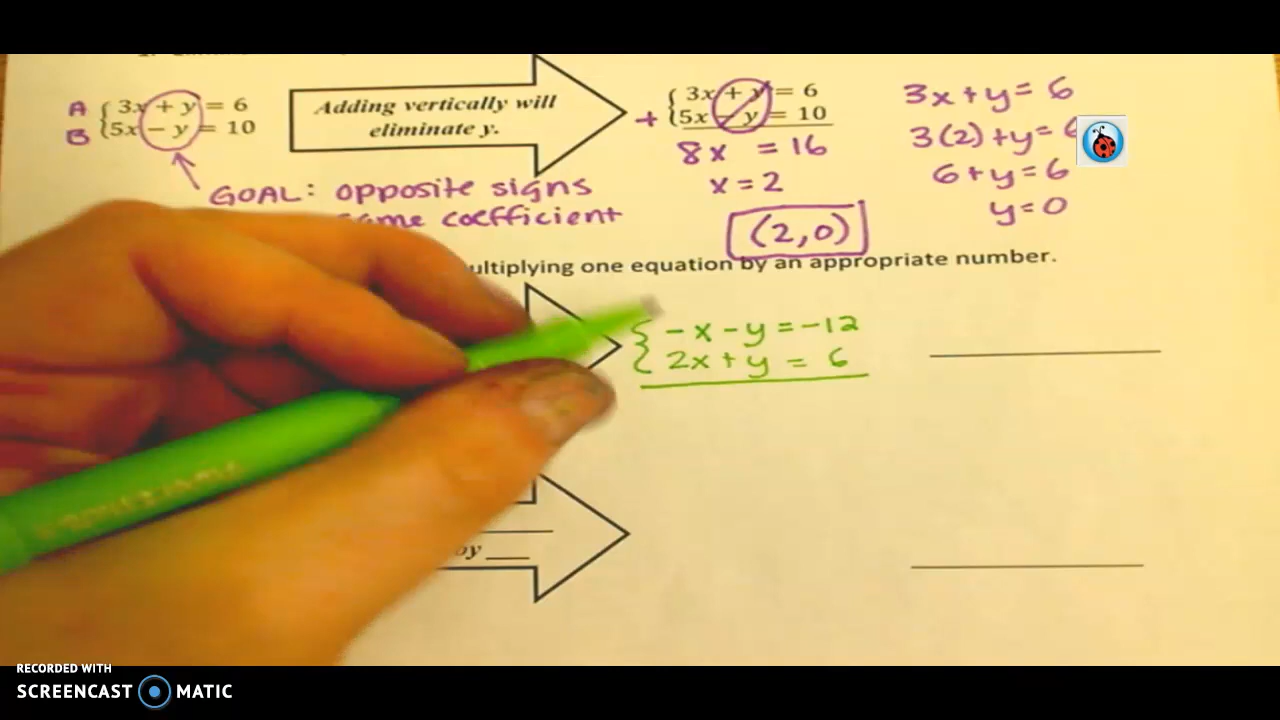 A { 3x + y = 6
B { 5x − y = 10
Adding vertically will
eliminate y.
{ 3x + y = 6
+ { 5x − y = 10
8x = 16
x = 2
(2,0)
3x + y = 6
3(2) + y = 6
6 + y = 6
y = 0
GOAL: opposite signs
same coefficient
ultiplying one equation by an appropriate number.
{ -x - y = -12
2x + y = 6
by ___
RECORDED WITH
SCREENCAST MATIC